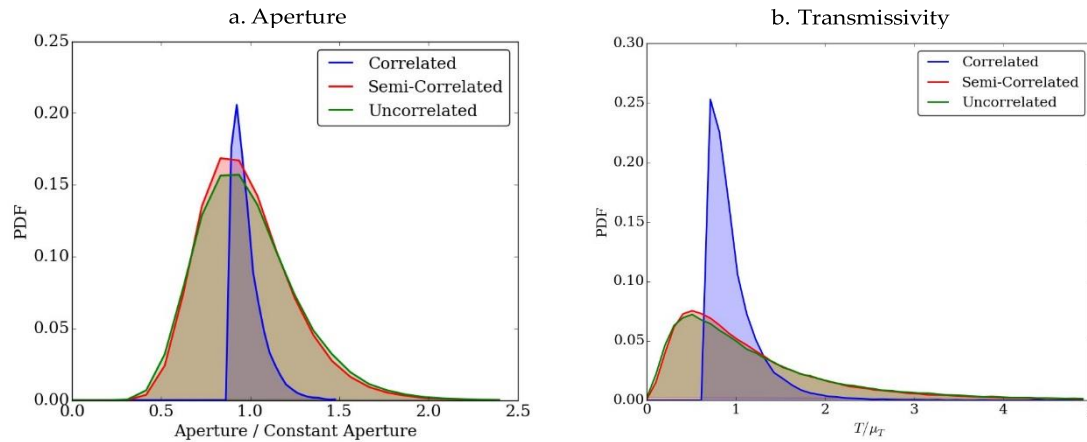 a. Aperture
0.25
0.20
0.15
0.10
0.05
0.00
PDF
Correlated
Semi-Correlated
Uncorrelated
0.0 0.5 1.0 1.5 2.0 2.5
Aperture / Constant Aperture
b. Transmissivity
0.30
0.25
0.20
0.15
0.10
0.05
0.00
PDF
Correlated
Semi-Correlated
Uncorrelated
0 1 2 3 4
T/μ_T